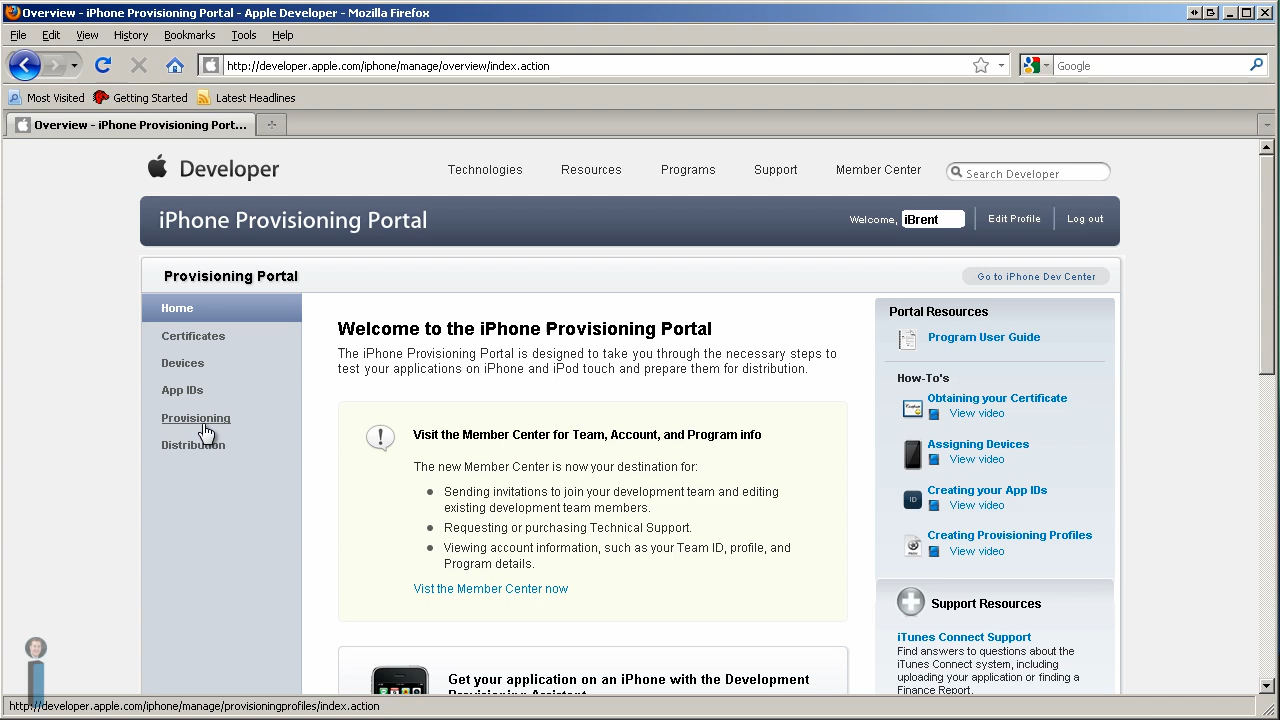 Overview - iPhone Provisioning Portal - Apple Developer - Mozilla Firefox
File Edit View History Bookmarks Tools Help
http://developer.apple.com/iphone/manage/overview/index.action
Google
Most Visited Getting Started Latest Headlines
Overview - iPhone Provisioning Port...
Developer
Technologies Resources Programs Support Member Center
Search Developer
iPhone Provisioning Portal
Welcome, iBrent
Edit Profile
Log out
Provisioning Portal
Go to iPhone Dev Center
Home
Certificates
Devices
App IDs
Provisioning
Distribution
Welcome to the iPhone Provisioning Portal
The iPhone Provisioning Portal is designed to take you through the necessary steps to
test your applications on iPhone and iPod touch and prepare them for distribution.
Visit the Member Center for Team, Account, and Program info
The new Member Center is now your destination for:
Sending invitations to join your development team and editing
existing development team members.
Requesting or purchasing Technical Support.
Viewing account information, such as your Team ID, profile, and
Program details.
Vist the Member Center now
Get your application on an iPhone with the Development
Provisioning Assistant
Portal Resources
Program User Guide
How-To's
Obtaining your Certificate
View video
Assigning Devices
View video
ID
Creating your App IDs
View video
Creating Provisioning Profiles
View video
Support Resources
iTunes Connect Support
Find answers to questions about the
iTunes Connect system, including
uploading your application or finding a
Finance Report.
http://developer.apple.com/iphone/manage/provisioningprofiles/index.action